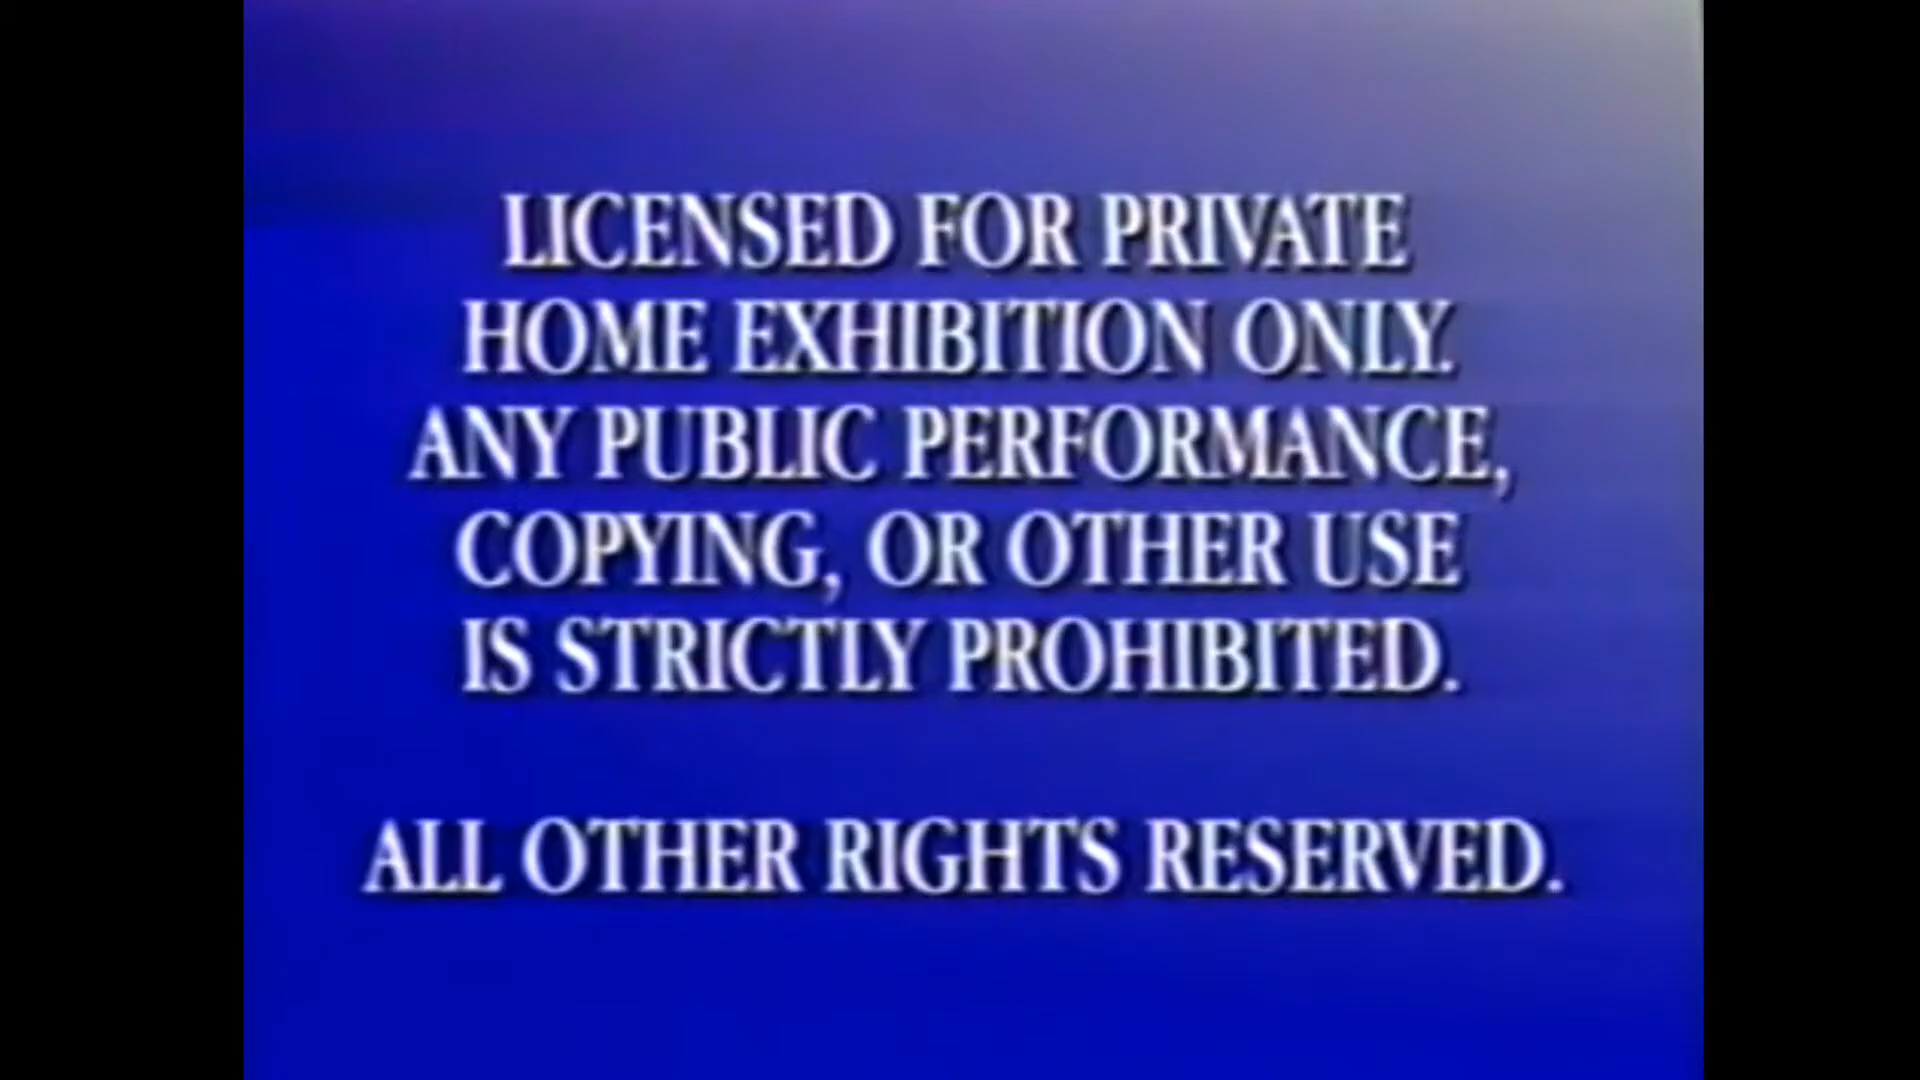 LICENSED FOR PRIVATE
HOME EXHIBITION ONLY.
ANY PUBLIC PERFORMANCE,
COPYING, OR OTHER USE
IS STRICTLY PROHIBITED.
ALL OTHER RIGHTS RESERVED.